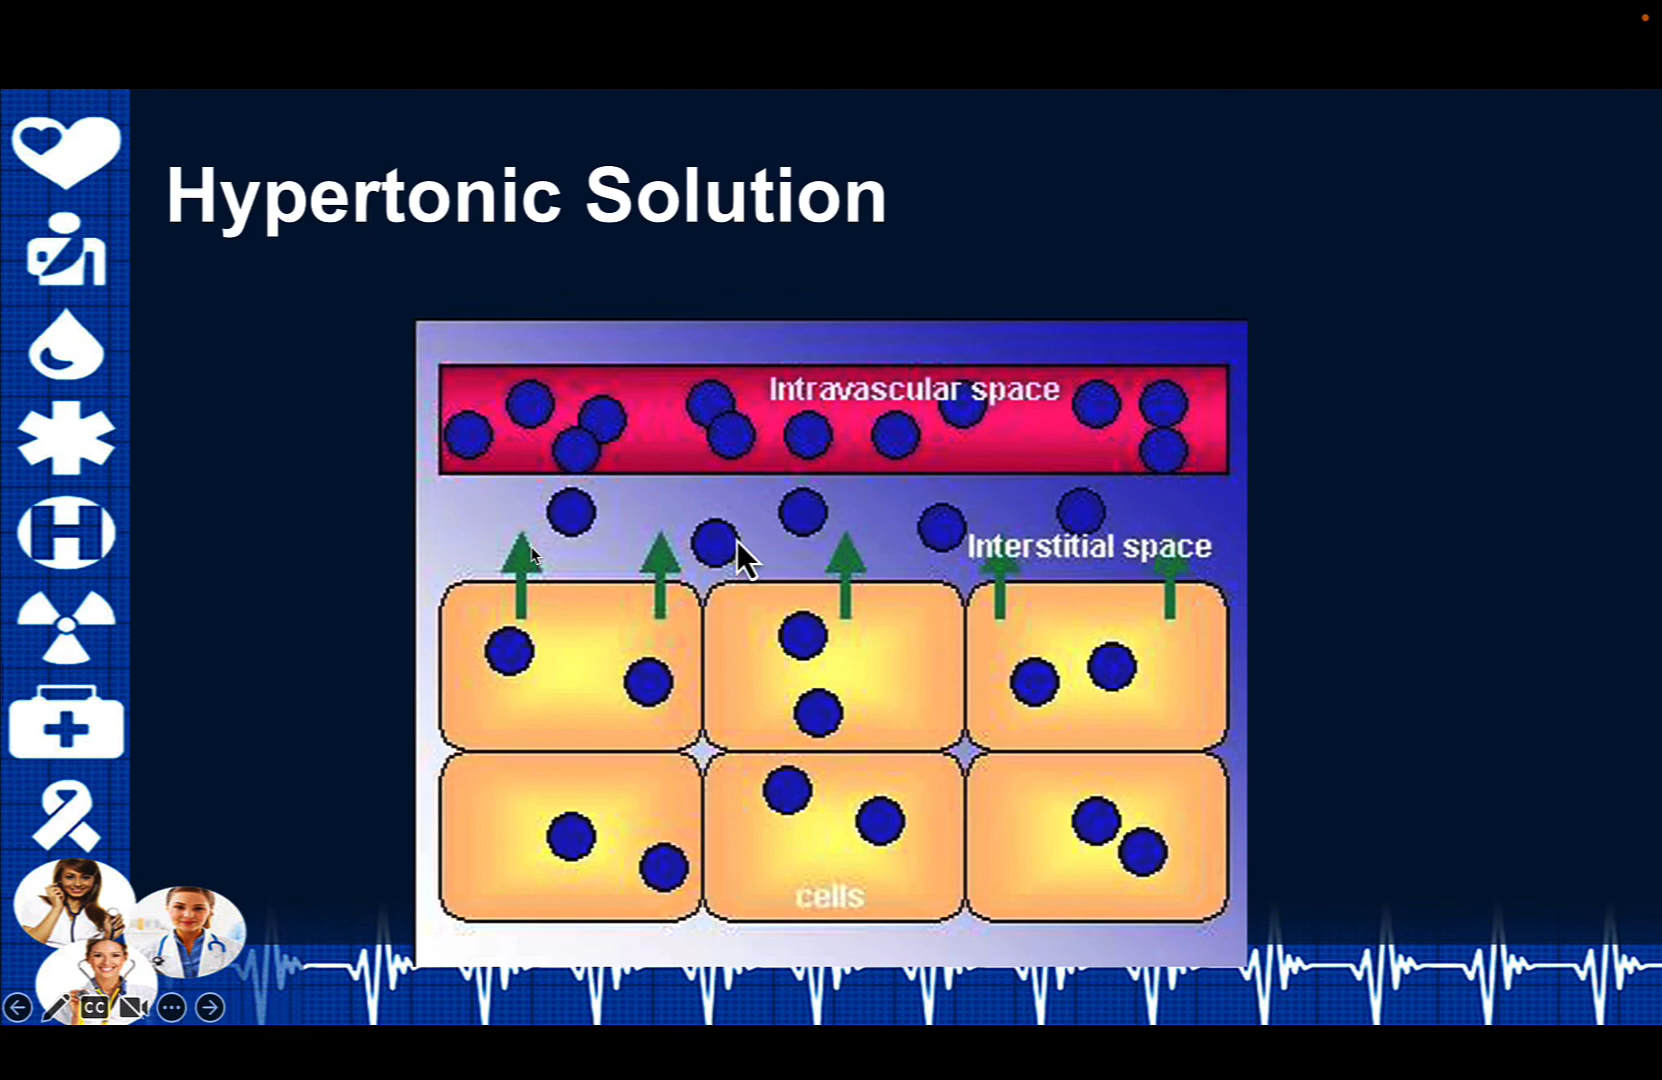 Hypertonic Solution
Intravascular space
Interstitial space
cells
CC